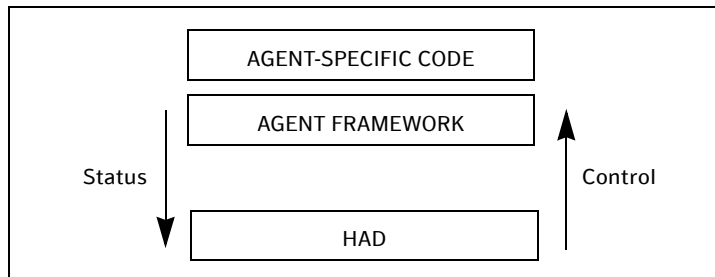 AGENT-SPECIFIC CODE
AGENT FRAMEWORK
Status
Control
HAD